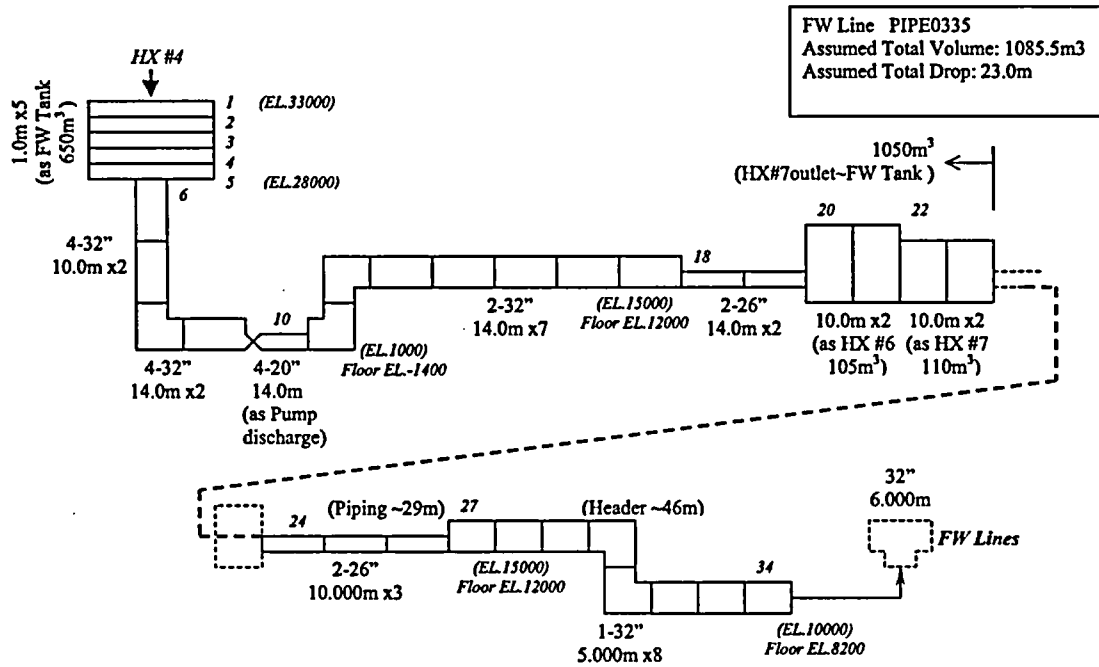 FW Line PIPE0335
Assumed Total Volume: 1085.5m3
Assumed Total Drop: 23.0m
HX #4
1.0m x5
(as FW Tank
650m³)
1 (EL.33000)
2
3
4
5 (EL.28000)
6
4-32”
10.0m x2
4-32”
14.0m x2
10
4-20”
14.0m
(as Pump
discharge)
(EL.1000)
Floor EL.-1400
2-32”
14.0m x7
(EL.15000)
Floor EL.12000
18
2-26”
14.0m x2
1050m³
(HX#7outlet~FW Tank )
20
22
10.0m x2
(as HX #6
105m³)
10.0m x2
(as HX #7
110m³)
24
(Piping ~29m)
2-26”
10.000m x3
27
(EL.15000)
Floor EL.12000
(Header ~46m)
1-32”
5.000m x8
34
(EL.10000)
Floor EL.8200
32”
6.000m
FW Lines